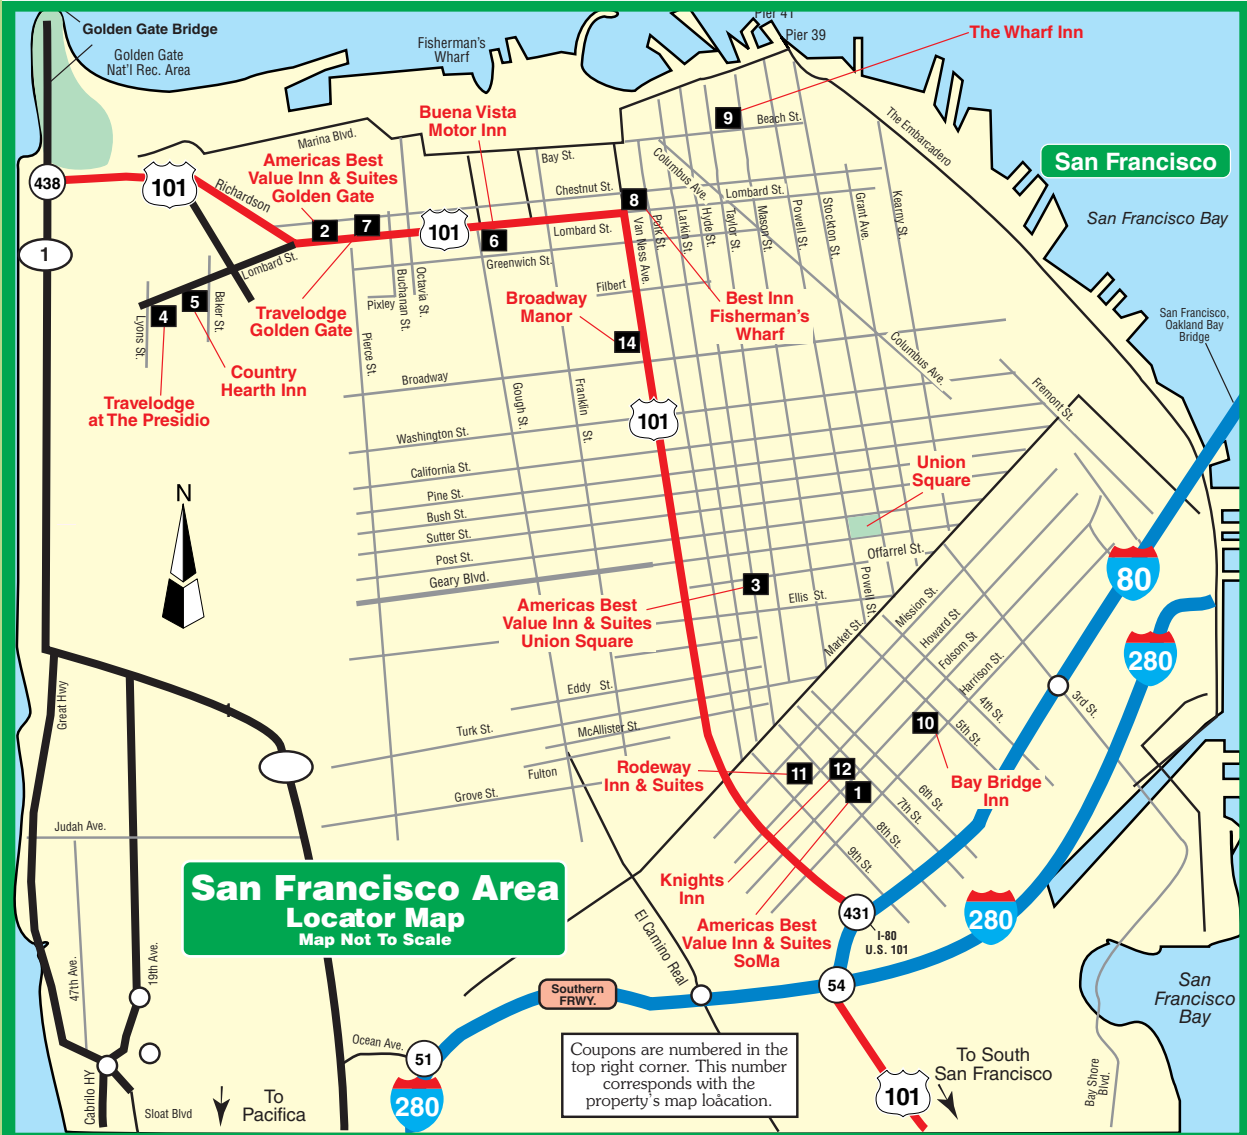 Golden Gate Bridge
Golden Gate
Nat'l Rec. Area
Fisherman's
Wharf
Pier 41
Pier 39
The Wharf Inn
9
Beach St.
The Embarcadero
San Francisco
San Francisco Bay
San Francisco,
Oakland Bay
Bridge
Buena Vista
Motor Inn
Marina Blvd.
Bay St.
Chestnut St.
Columbus Ave.
Lombard St.
Americas Best
Value Inn & Suites
Golden Gate
438
101
Richardson
1
2
7
101
6
8
Lombard St.
Greenwich St.
Filbert
Van Ness Ave.
Polk St.
Larkin St.
Hyde St.
Taylor St.
Mason St.
Powell St.
Stockton St.
Grant Ave.
Kearny St.
Lombard St.
Lyons St.
4
5
Baker St.
Pixley
Buchanan St.
Octavia St.
Pierce St.
Travelodge
Golden Gate
Country
Hearth Inn
Travelodge
at The Presidio
Broadway
Manor
14
Best Inn
Fisherman's
Wharf
Columbus Ave.
Fremont St.
Broadway
Gough St.
Franklin St.
101
Washington St.
California St.
Pine St.
Bush St.
Sutter St.
Post St.
Geary Blvd.
N
Union
Square
Offarrel St.
Powell St.
Ellis St.
3
Americas Best
Value Inn & Suites
Union Square
Market St.
Mission St.
Howard St
Folsom St
Harrison St.
80
280
3rd St.
4th St.
5th St.
6th St.
7th St.
8th St.
9th St.
Eddy St.
Turk St.
McAllister St.
Fulton
Grove St.
10
Bay Bridge
Inn
Rodeway
Inn & Suites
11
12
1
Knights
Inn
Americas Best
Value Inn & Suites
SoMa
431
I-80
U.S. 101
280
54
Great Hwy
Judah Ave.
San Francisco Area
Locator Map
Map Not To Scale
47th Ave.
19th Ave.
El Camino Real
Southern
FRWY.
Ocean Ave.
51
280
Cabrilo HY
Sloat Blvd
To
Pacifica
Coupons are numbered in the
top right corner. This number
corresponds with the
property's map loåcation.
To South
San Francisco
101
Bay Shore
Blvd.
San
Francisco
Bay